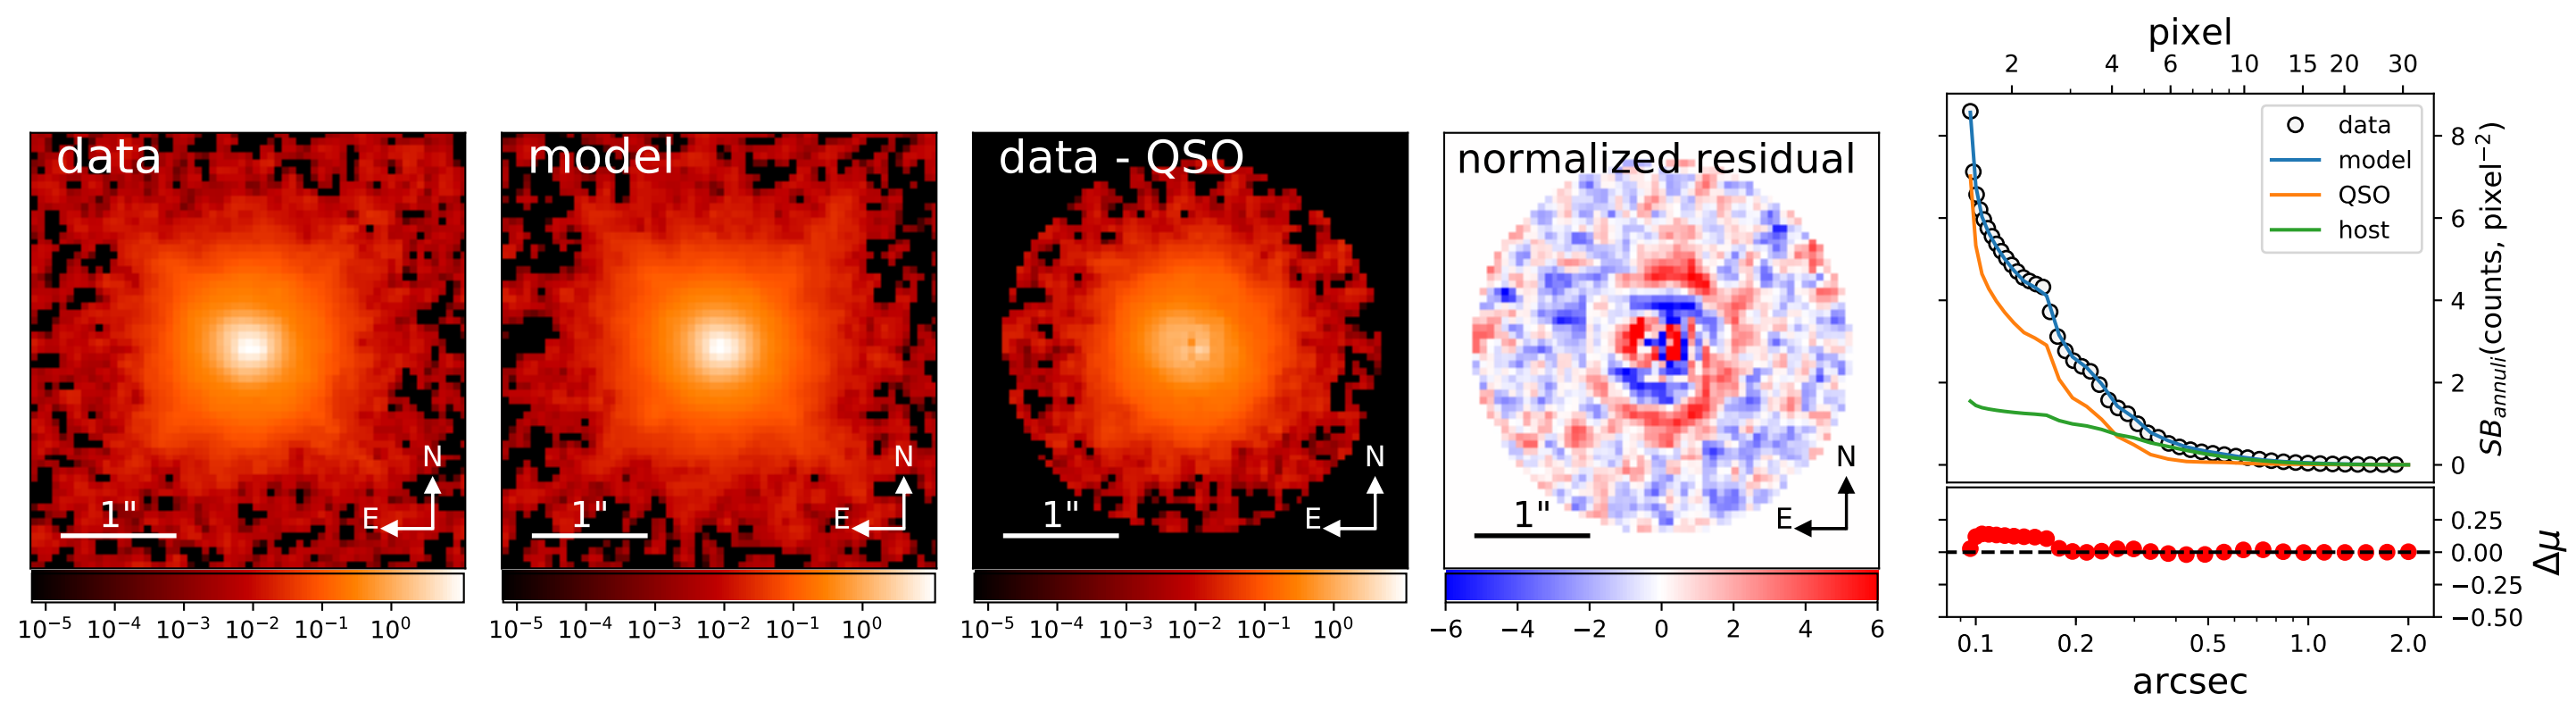 data
N
E
1"
10⁻⁵ 10⁻⁴ 10⁻³ 10⁻² 10⁻¹ 10⁰
model
N
E
1"
10⁻⁵ 10⁻⁴ 10⁻³ 10⁻² 10⁻¹ 10⁰
data - QSO
N
E
1"
10⁻⁵ 10⁻⁴ 10⁻³ 10⁻² 10⁻¹ 10⁰
normalized residual
N
E
1"
−6 −4 −2 0 2 4 6
pixel
2 4 6 10 15 20 30
data
model
QSO
host
8
6
4
2
0
SB_annuli(counts, pixel⁻²)
0.25
0.00
−0.25
−0.50
Δμ
0.1 0.2 0.5 1.0 2.0
arcsec